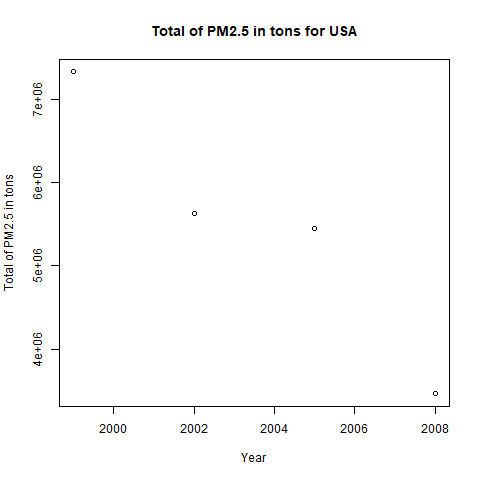 Total of PM2.5 in tons for USA
Total of PM2.5 in tons
7e+06
6e+06
5e+06
4e+06
2000 2002 2004 2006 2008
Year